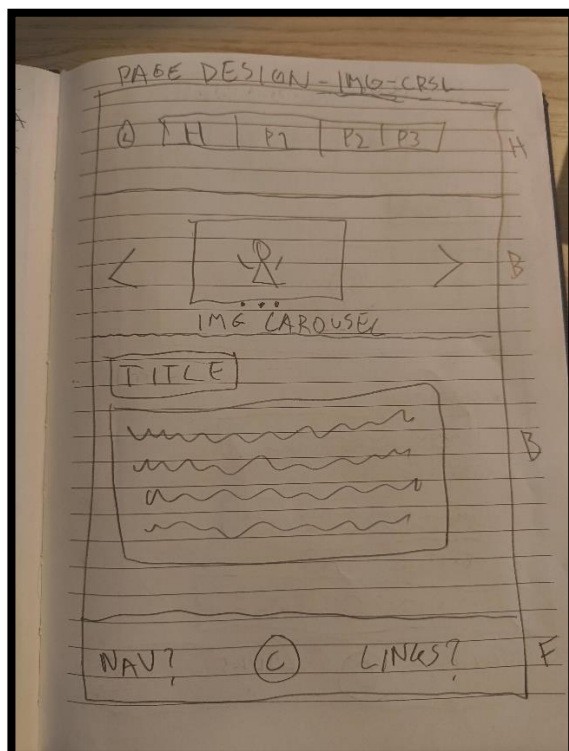 PAGE DESIGN - IMG-CRSL
L H P1 P2 P3 H
< > B
IMG CAROUSEL
TITLE
B
NAV? C LINKS? F